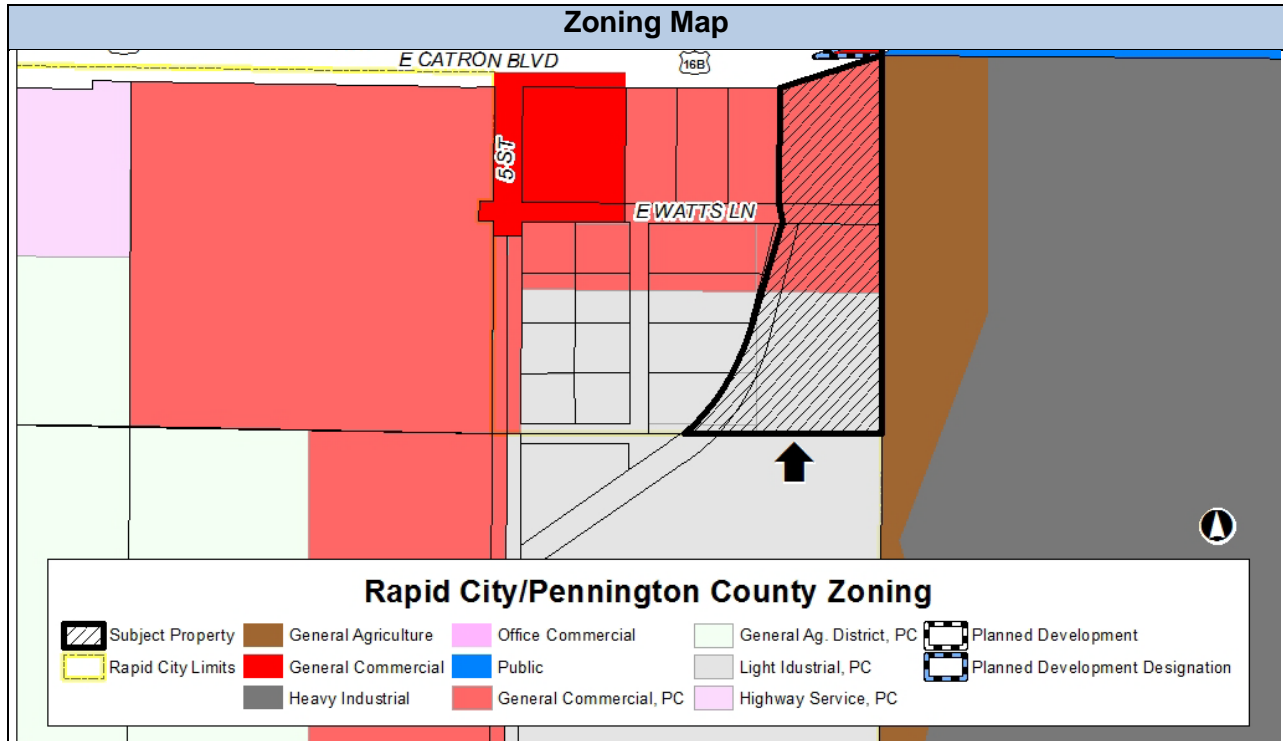 Zoning Map
E CATRON BLVD
16B
5 ST
E WATTS LN
Rapid City/Pennington County Zoning
Subject Property
Rapid City Limits
General Agriculture
General Commercial
Heavy Industrial
Office Commercial
Public
General Commercial, PC
General Ag. District, PC
Light Idustrial, PC
Highway Service, PC
Planned Development
Planned Development Designation